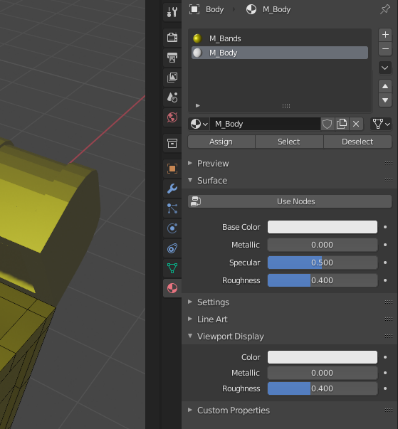 Body › M_Body
M_Bands
M_Body
M_Body
Assign Select Deselect
Preview
Surface
Use Nodes
Base Color
Metallic 0.000
Specular 0.500
Roughness 0.400
Settings
Line Art
Viewport Display
Color
Metallic 0.000
Roughness 0.400
Custom Properties